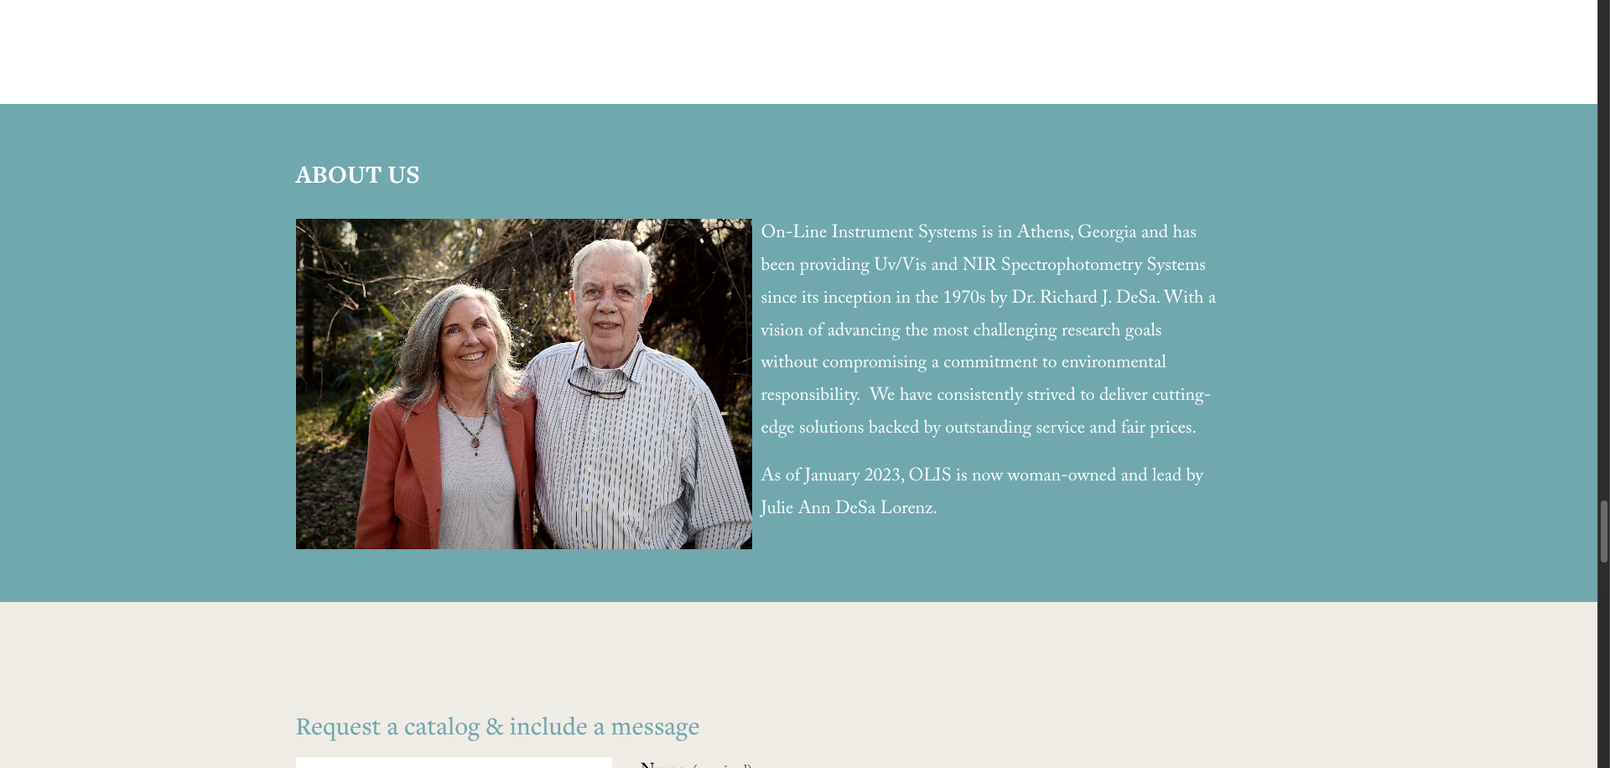 ABOUT US
On-Line Instrument Systems is in Athens, Georgia and has
been providing Uv/Vis and NIR Spectrophotometry Systems
since its inception in the 1970s by Dr. Richard J. DeSa. With a
vision of advancing the most challenging research goals
without compromising a commitment to environmental
responsibility.  We have consistently strived to deliver cutting-
edge solutions backed by outstanding service and fair prices.
As of January 2023, OLIS is now woman-owned and lead by
Julie Ann DeSa Lorenz.
Request a catalog & include a message